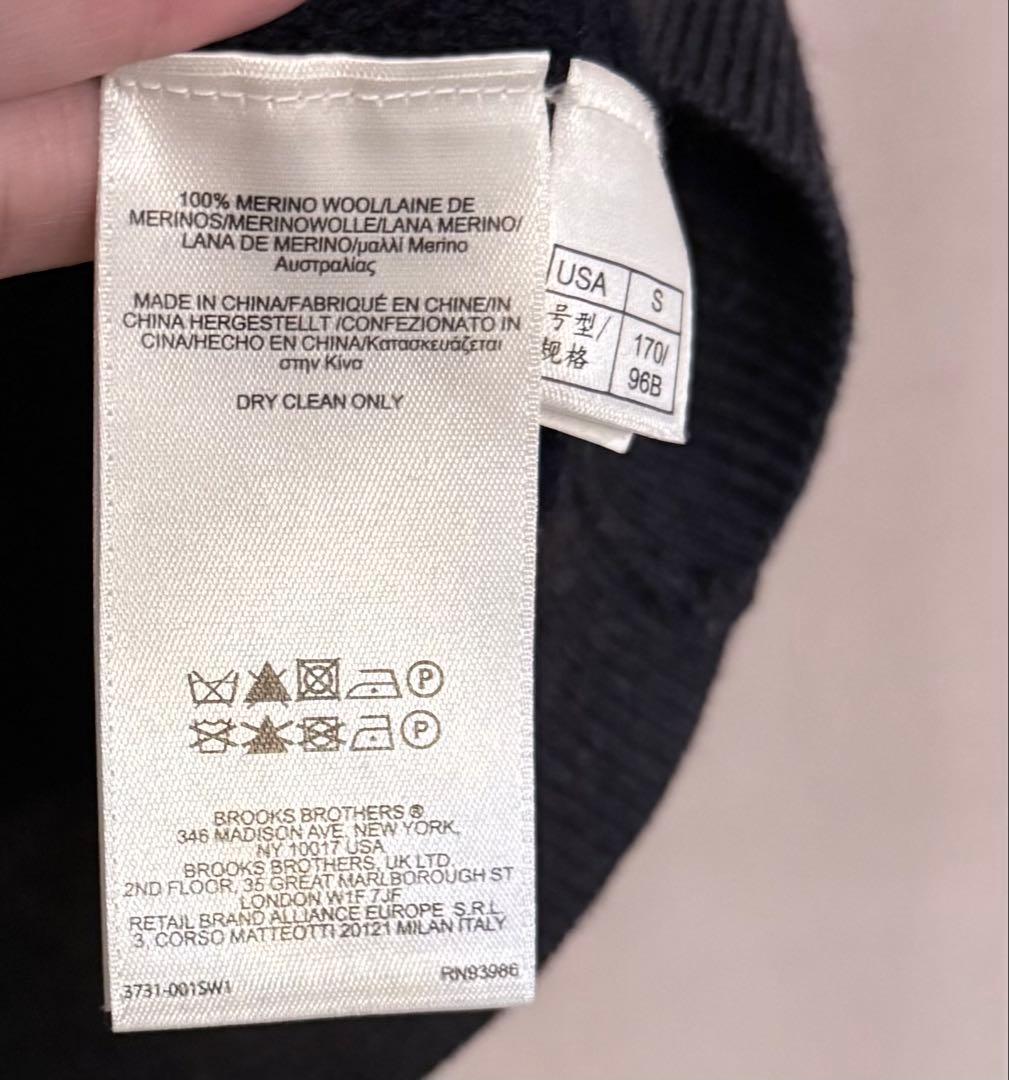 100% MERINO WOOL/LAINE DE
MERINOS/MERINOWOLLE/LANA MERINO/
LANA DE MERINO/μαλλί Merino
Αυστραλίας
MADE IN CHINA/FABRIQUÉ EN CHINE/IN
CHINA HERGESTELLT /CONFEZIONATO IN
CINA/HECHO EN CHINA/Κατασκευάζεται
στην Κίνα
DRY CLEAN ONLY
P
P
BROOKS BROTHERS ®
346 MADISON AVE. NEW YORK,
NY 10017 USA
BROOKS BROTHERS, UK LTD.
2ND FLOOR, 35 GREAT MARLBOROUGH ST
LONDON W1F 7JF
RETAIL BRAND ALLIANCE EUROPE S.R.L.
3, CORSO MATTEOTTI 20121 MILAN ITALY
3731-001SW1 RN93986
/USA S
号型/ 170/
规格 96B